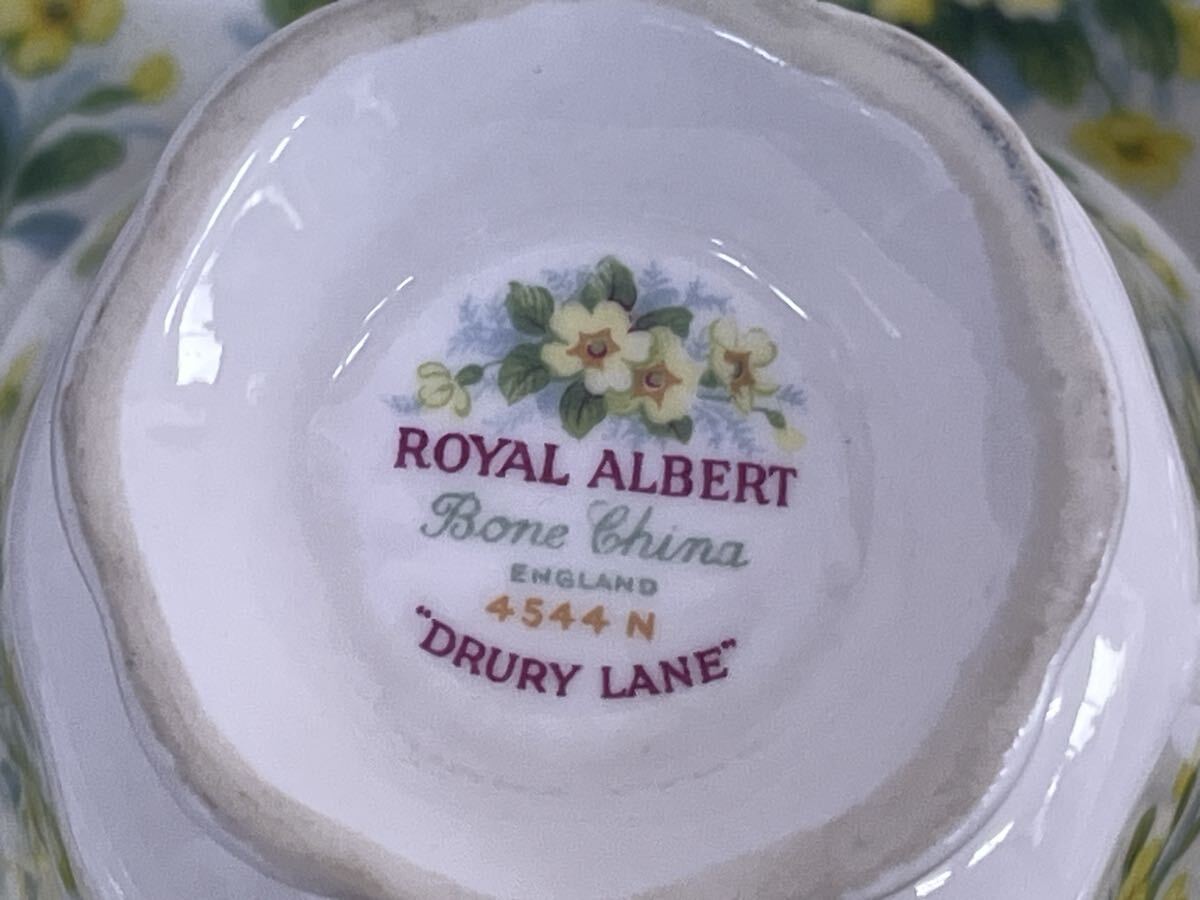 ROYAL ALBERT
Bone China
ENGLAND
4544 N
"DRURY LANE"